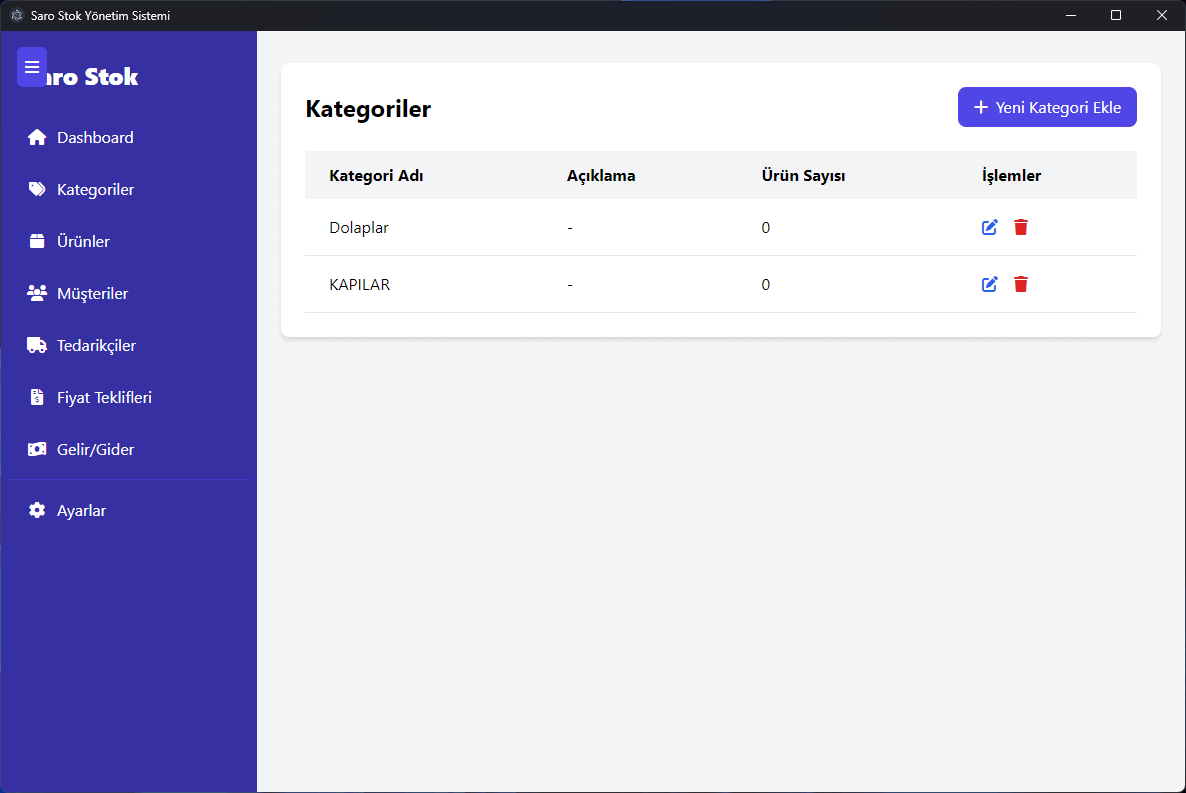 Saro Stok Yönetim Sistemi
aro Stok
Dashboard
Kategoriler
Ürünler
Müşteriler
Tedarikçiler
Fiyat Teklifleri
Gelir/Gider
Ayarlar
Kategoriler
Yeni Kategori Ekle
Kategori Adı Açıklama Ürün Sayısı İşlemler
Dolaplar - 0
KAPILAR - 0